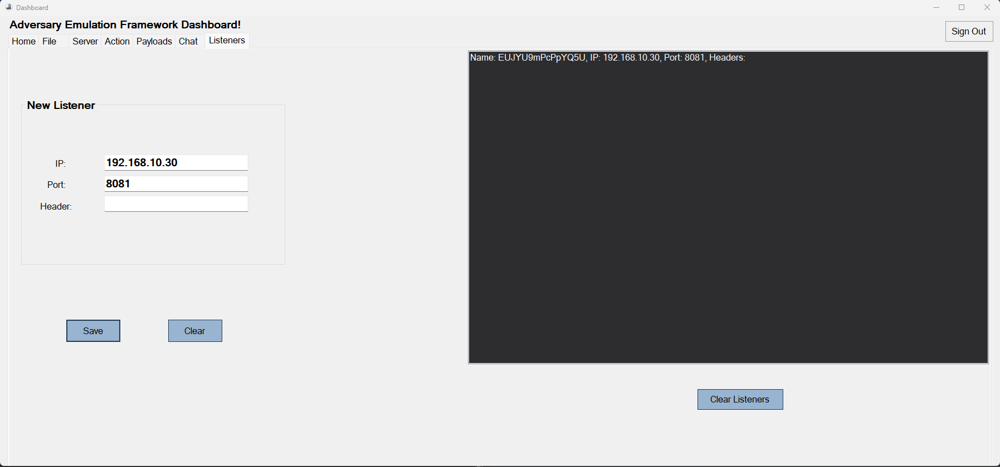 Dashboard
Adversary Emulation Framework Dashboard!
Sign Out
Home File Server Action Payloads Chat Listeners
Name: EUJYU9mPcPpYQ5U, IP: 192.168.10.30, Port: 8081, Headers:
New Listener
IP: 192.168.10.30
Port: 8081
Header:
Save Clear
Clear Listeners